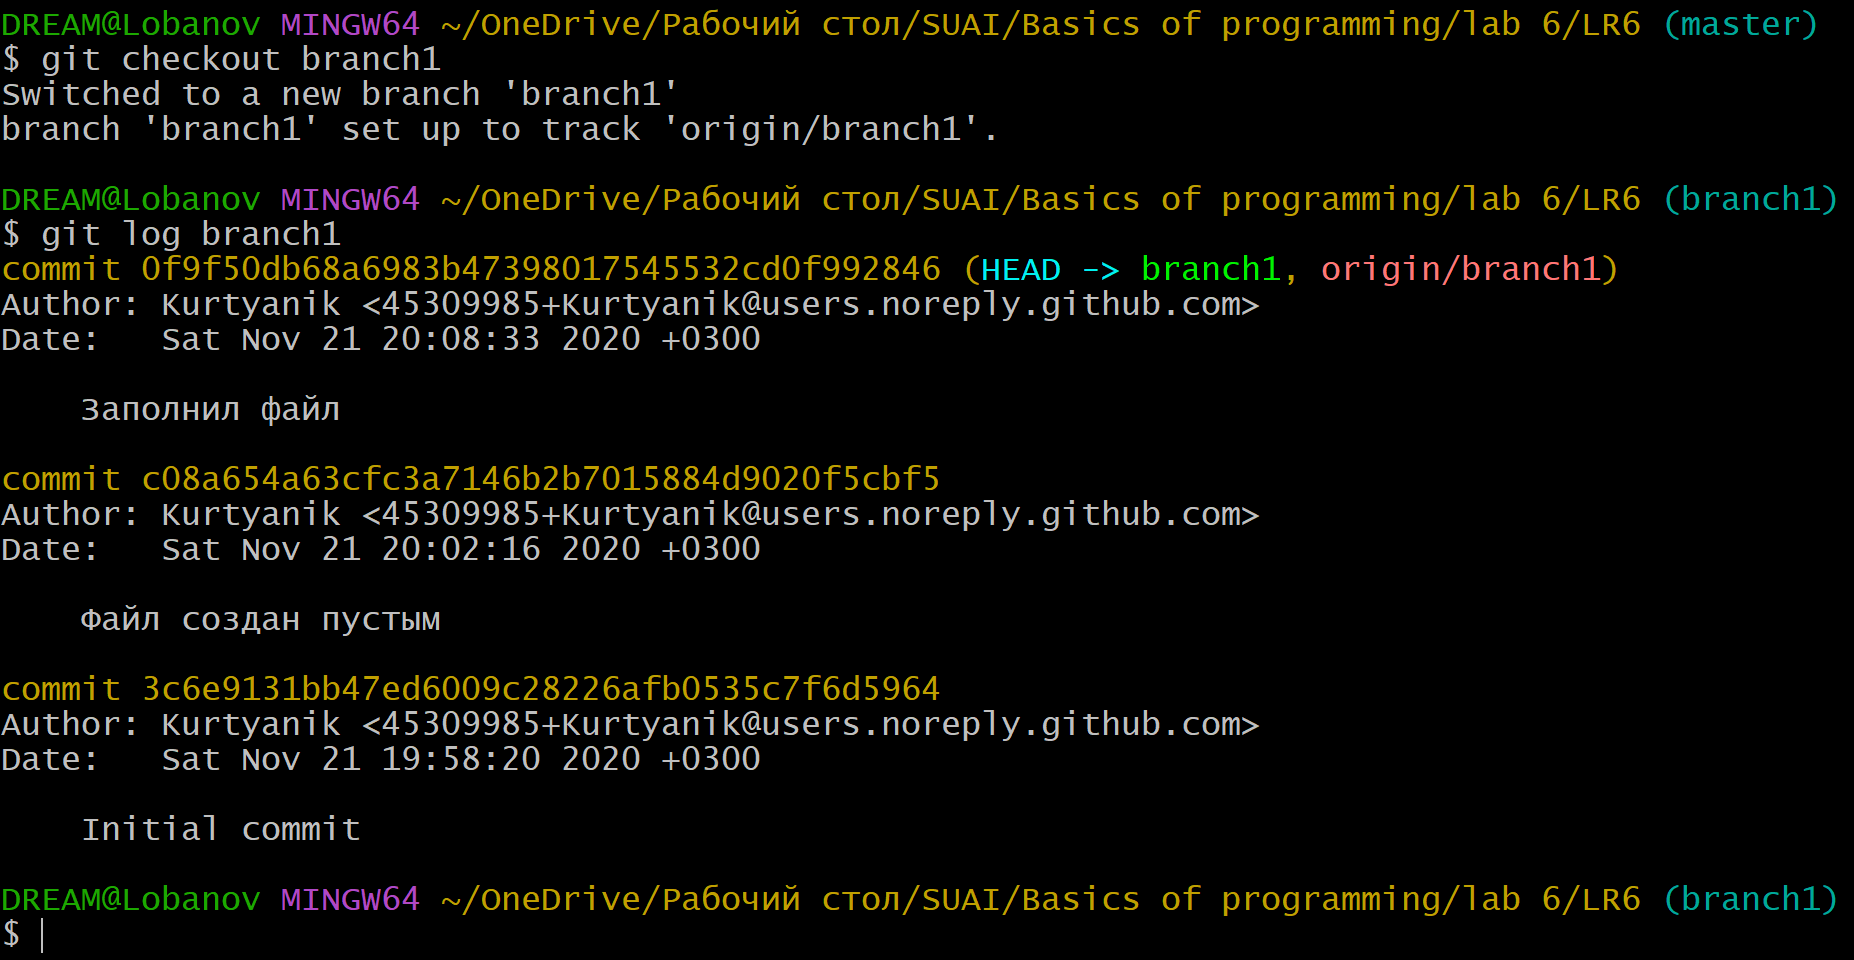 DREAM@Lobanov MINGW64 ~/OneDrive/Рабочий стол/SUAI/Basics of programming/lab 6/LR6 (master)
$ git checkout branch1
Switched to a new branch 'branch1'
branch 'branch1' set up to track 'origin/branch1'.
DREAM@Lobanov MINGW64 ~/OneDrive/Рабочий стол/SUAI/Basics of programming/lab 6/LR6 (branch1)
$ git log branch1
commit 0f9f50db68a6983b47398017545532cd0f992846 (HEAD -> branch1, origin/branch1)
Author: Kurtyanik <45309985+Kurtyanik@users.noreply.github.com>
Date:   Sat Nov 21 20:08:33 2020 +0300
    Заполнил файл
commit c08a654a63cfc3a7146b2b7015884d9020f5cbf5
Author: Kurtyanik <45309985+Kurtyanik@users.noreply.github.com>
Date:   Sat Nov 21 20:02:16 2020 +0300
    Файл создан пустым
commit 3c6e9131bb47ed6009c28226afb0535c7f6d5964
Author: Kurtyanik <45309985+Kurtyanik@users.noreply.github.com>
Date:   Sat Nov 21 19:58:20 2020 +0300
    Initial commit
DREAM@Lobanov MINGW64 ~/OneDrive/Рабочий стол/SUAI/Basics of programming/lab 6/LR6 (branch1)
$